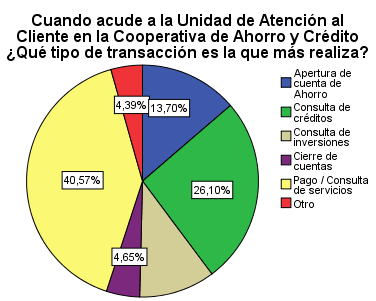 Cuando acude a la Unidad de Atención al
Cliente en la Cooperativa de Ahorro y Crédito
¿Qué tipo de transacción es la que más realiza?
4,39%
13,70%
40,57%
26,10%
4,65%
Apertura de
cuenta de
Ahorro
Consulta de
créditos
Consulta de
inversiones
Cierre de
cuentas
Pago / Consulta
de servicios
Otro